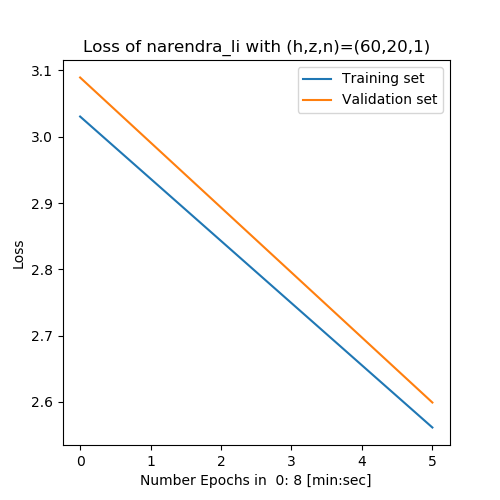 Loss of narendra_li with (h,z,n)=(60,20,1)
Training set
Validation set
3.1
3.0
2.9
2.8
2.7
2.6
Loss
0 1 2 3 4 5
Number Epochs in  0: 8 [min:sec]